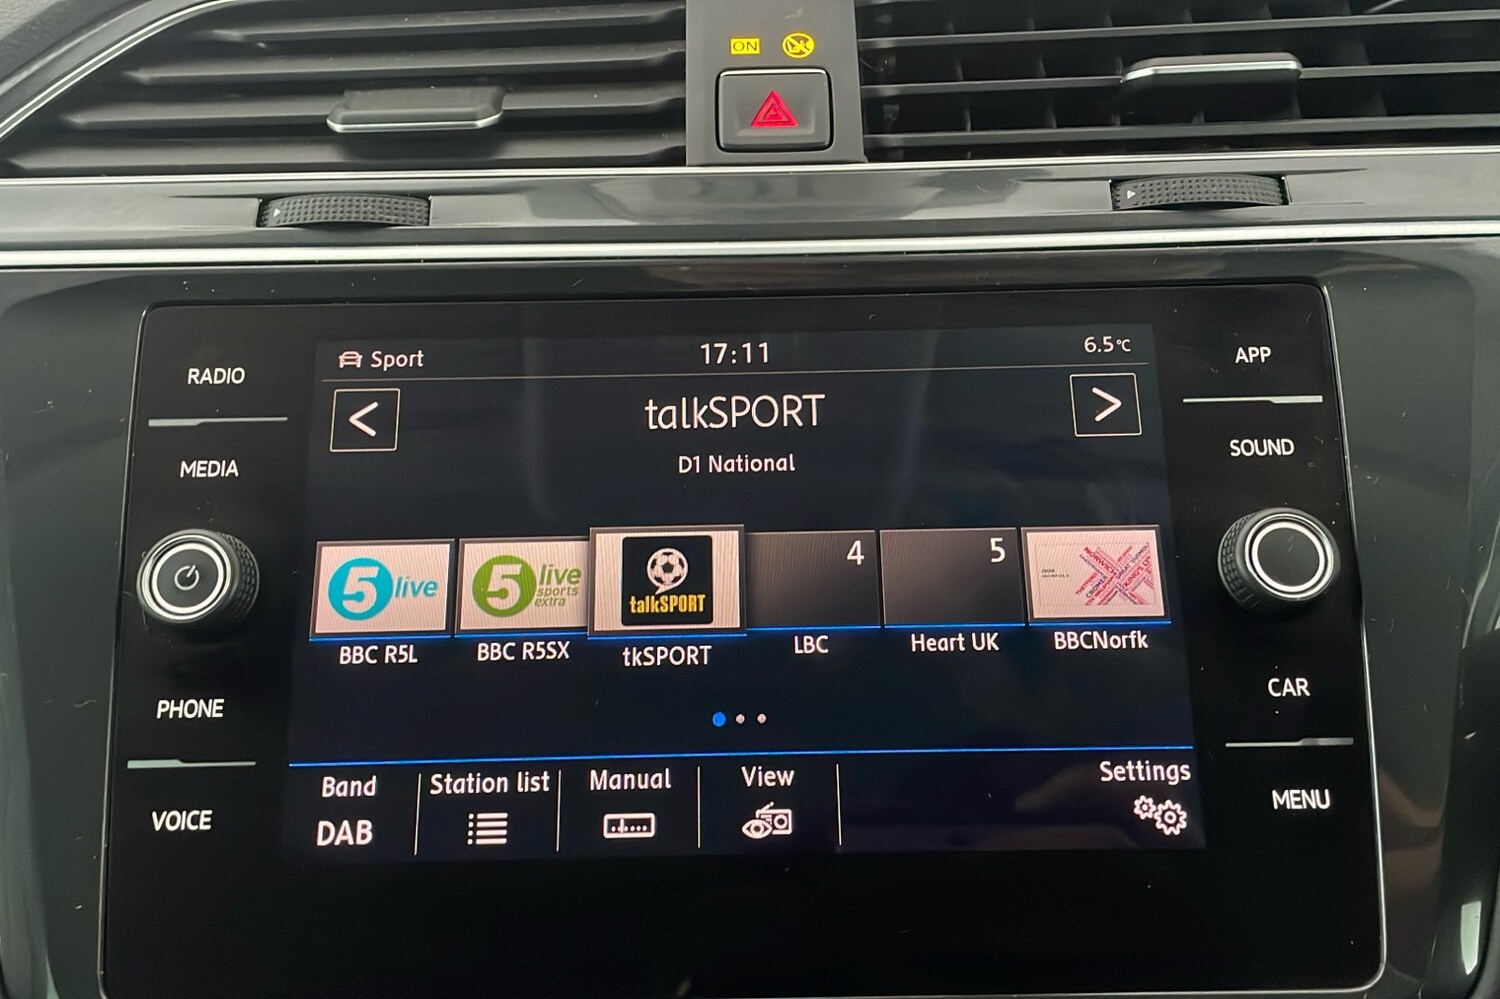 ON
RADIO
MEDIA
PHONE
VOICE
Sport
17:11
6.5°C
<
talkSPORT
>
D1 National
5 live
5 live sports extra
talkSPORT
4
5
NORWICH
BBC R5L
BBC R5SX
tkSPORT
LBC
Heart UK
BBCNorfk
Band
DAB
Station list
Manual
View
Settings
APP
SOUND
CAR
MENU